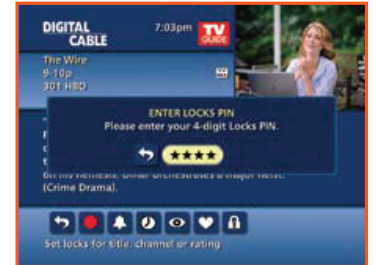 DIGITAL
CABLE
7:03pm
TV
GUIDE
The Wire
9-10p
301 HBO
ENTER LOCKS PIN
Please enter your 4-digit Locks PIN.
★★★★
on his nemesis, Omar orchestrates a major heist.
(Crime Drama).
Set locks for title, channel or rating